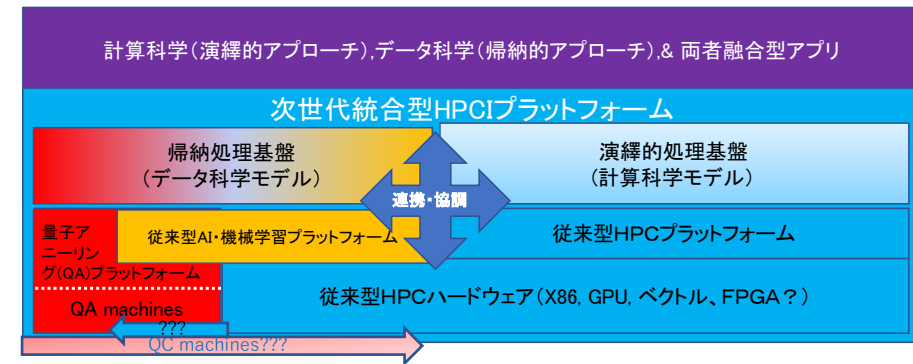 計算科学(演繹的アプローチ),データ科学(帰納的アプローチ),& 両者融合型アプリ
次世代統合型HPCIプラットフォーム
帰納処理基盤
(データ科学モデル)
演繹的処理基盤
(計算科学モデル)
連携・協調
量子ア
ニーリン
グ(QA)プラットフォーム
従来型AI・機械学習プラットフォーム
従来型HPCプラットフォーム
QA machines
従来型HPCハードウェア(X86, GPU, ベクトル、FPGA?)
???
QC machines???